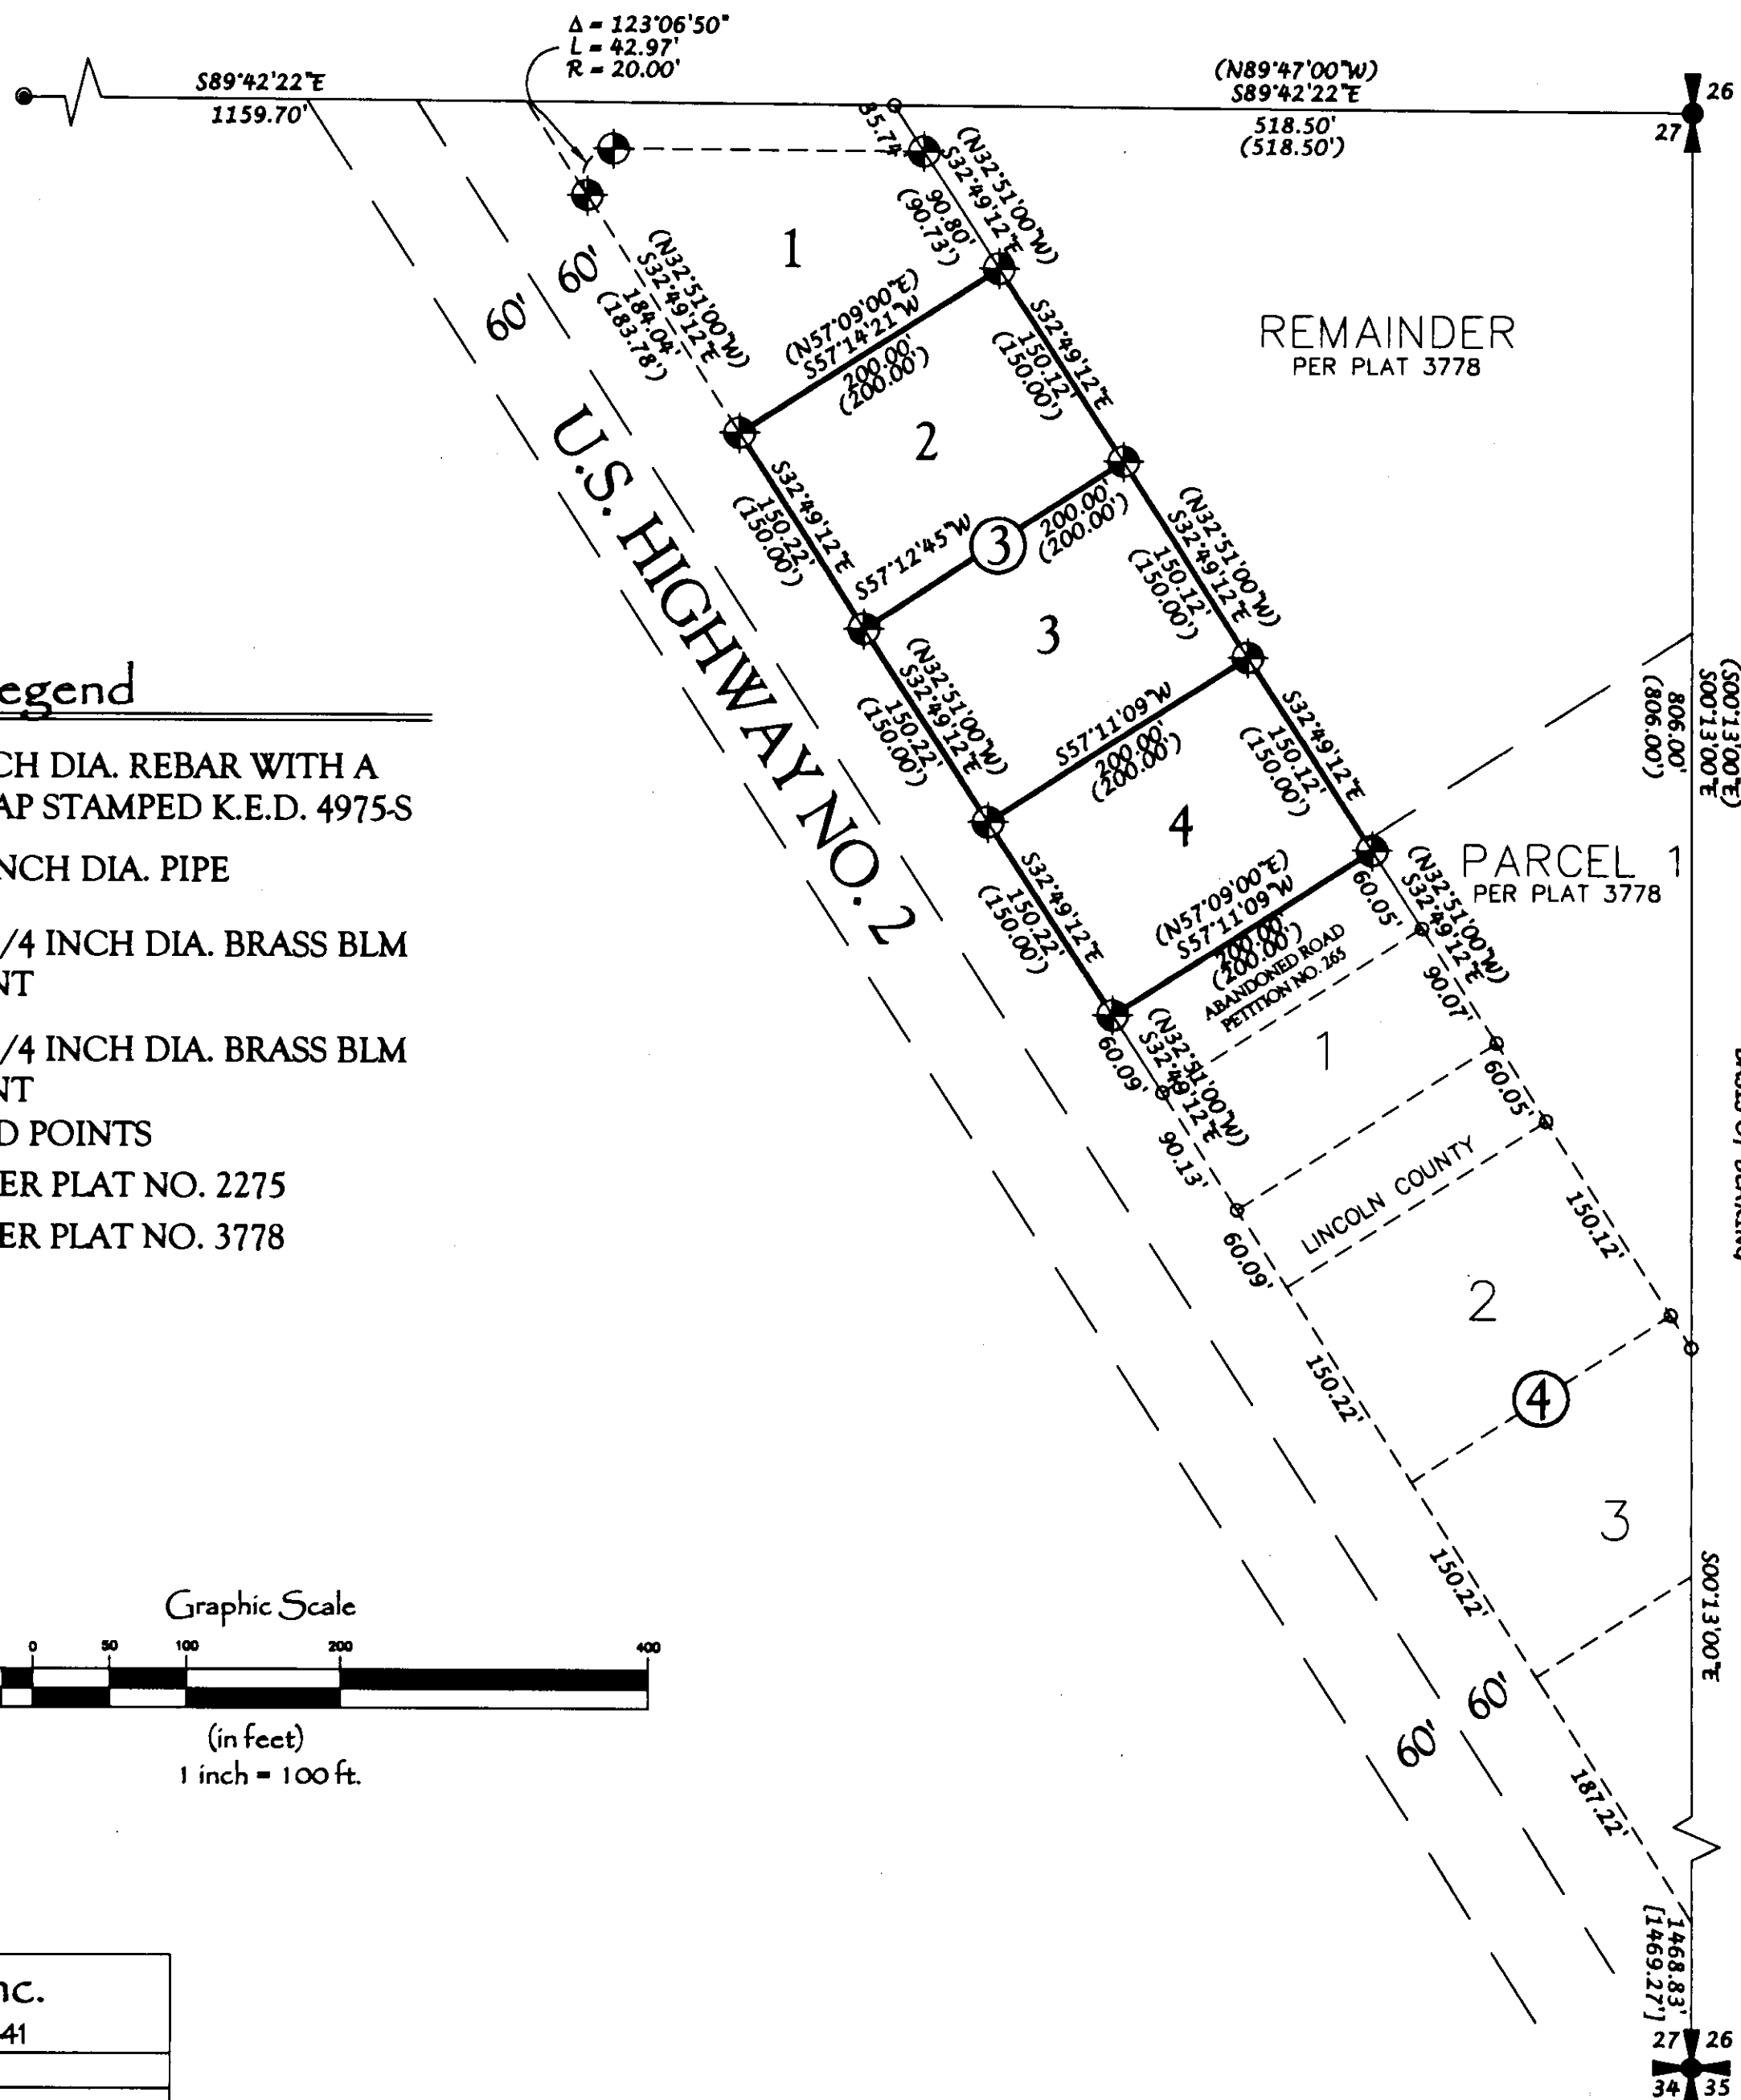 Δ = 123°06'50"
L = 42.97'
R = 20.00'
S89°42'22"E
1159.70'
(N89°47'00"W)
S89°42'22"E
518.50'
(518.50')
26
27
35.74
(N32°51'00"W)
S32°49'12"E
90.80'
(90.73')
1
60'
60'
(N32°51'00"W)
S32°49'12"E
184.04'
(183.78')
(N57°09'00"E)
S57°14'21"W
200.00'
(200.00')
S32°49'12"E
150.12'
(150.00')
REMAINDER
PER PLAT 3778
2
U.S. HIGHWAY NO. 2
S32°49'12"E
150.22'
(150.00')
S57°12'45"W
3
200.00'
(200.00')
(N32°51'00"W)
S32°49'12"E
150.12'
(150.00')
3
(N32°51'00"W)
S32°49'12"E
150.22'
(150.00')
S57°11'09"W
200.00'
(200.00')
S32°49'12"E
150.12'
(150.00')
(S00°13'00"E)
S00°13'00"E
806.00'
(806.00')
4
S32°49'12"E
150.22'
(150.00')
(N57°09'00"E)
S57°11'09"W
200.00'
(200.00')
PARCEL 1
PER PLAT 3778
60.05'
(N32°51'00"W)
S32°49'12"E
ABANDONED ROAD
PETITION NO. 265
90.07'
1
60.09'
(N32°51'00"W)
S32°49'12"E
60.05'
90.13'
LINCOLN COUNTY
60.09'
150.12'
2
150.22'
4
3
150.22'
S00°13'00"E
60'
60'
187.22'
1468.83'
[1469.27']
27 26
34 35
egend
CH DIA. REBAR WITH A
AP STAMPED K.E.D. 4975-S
NCH DIA. PIPE
/4 INCH DIA. BRASS BLM
NT
/4 INCH DIA. BRASS BLM
NT
D POINTS
ER PLAT NO. 2275
ER PLAT NO. 3778
Graphic Scale
0 50 100 200 400
(in feet)
1 inch = 100 ft.
nc.
41